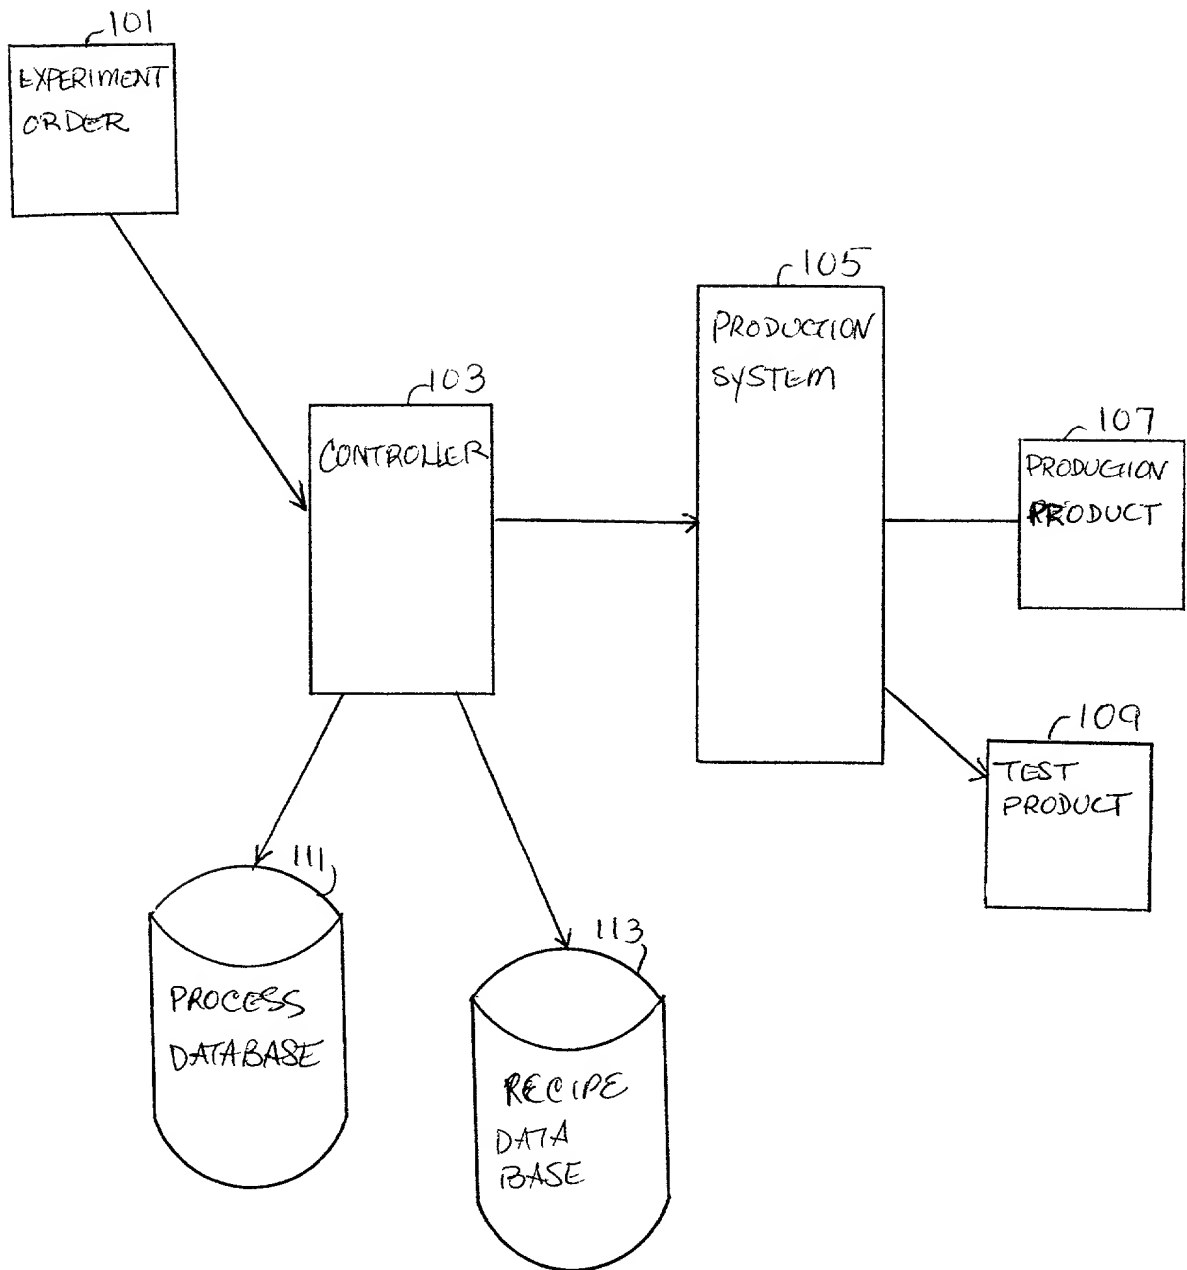 101
EXPERIMENT
ORDER
105
PRODUCTION
SYSTEM
103
CONTROLLER
107
PRODUCTION
PRODUCT
109
TEST
PRODUCT
111
PROCESS
DATABASE
113
RECIPE
DATA
BASE